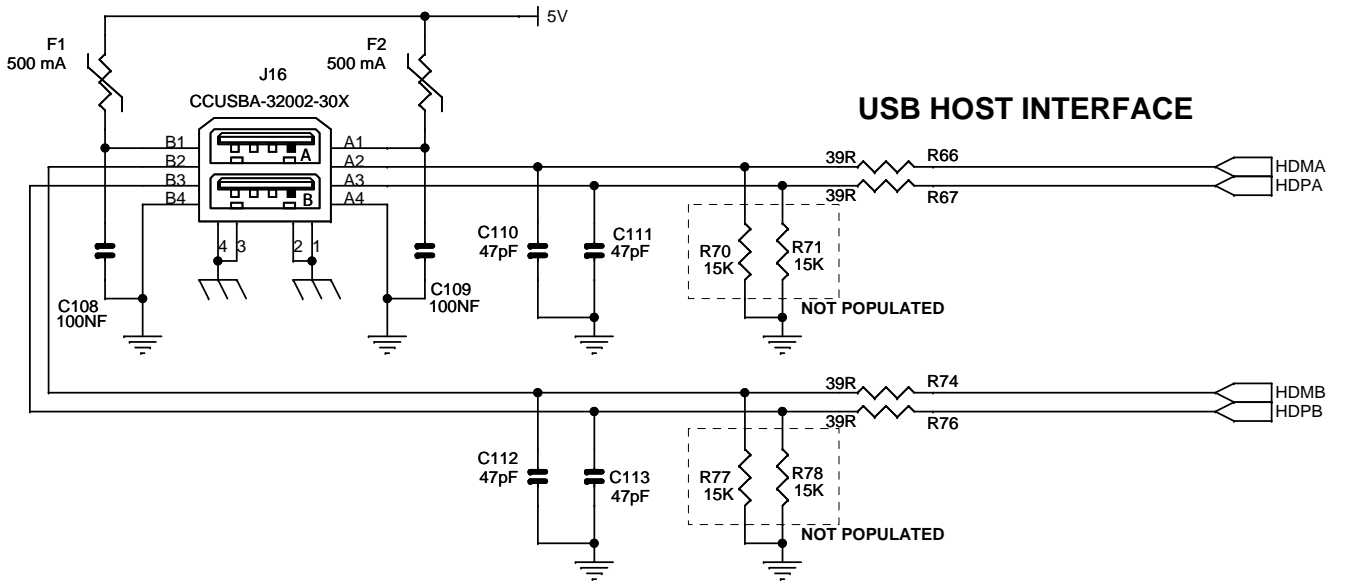 5V
F1
500 mA
F2
500 mA
J16
CCUSBA-32002-30X
USB HOST INTERFACE
B1
B2
B3
B4
A
B
A1
A2
A3
A4
4
3
2
1
39R
R66
39R
R67
HDMA
HDPA
C108
100NF
C109
100NF
C110
47pF
C111
47pF
R70
15K
R71
15K
NOT POPULATED
39R
R74
39R
R76
HDMB
HDPB
C112
47pF
C113
47pF
R77
15K
R78
15K
NOT POPULATED